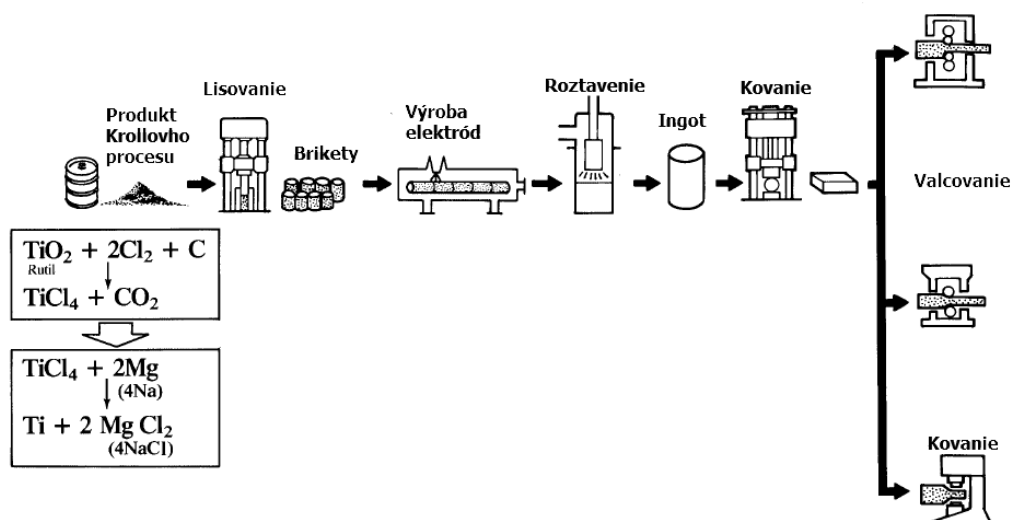 Produkt
Krollovho
procesu
Lisovanie
Brikety
Výroba
elektród
Roztavenie
Ingot
Kovanie
Valcovanie
Kovanie
TiO₂ + 2Cl₂ + C
Rutil
TiCl₄ + CO₂
TiCl₄ + 2Mg
(4Na)
Ti + 2 Mg Cl₂
(4NaCl)